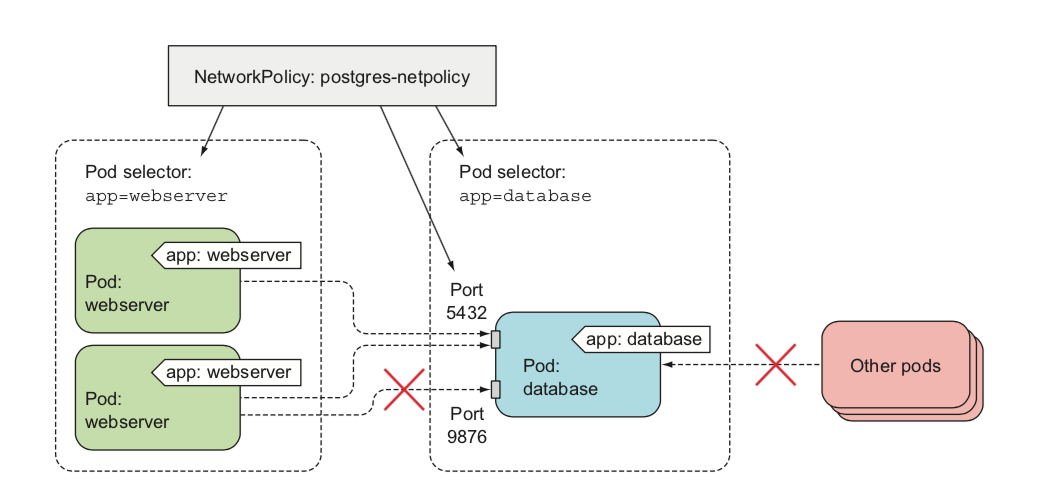 NetworkPolicy: postgres-netpolicy
Pod selector:
app=webserver
Pod selector:
app=database
app: webserver
Pod:
webserver
app: webserver
Pod:
webserver
Port
5432
app: database
Pod:
database
Port
9876
Other pods